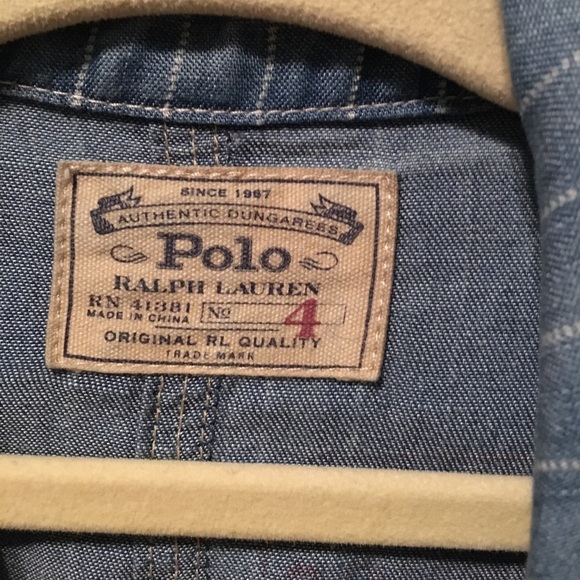 SINCE 1967
AUTHENTIC DUNGAREES
Polo
RALPH LAUREN
RN 41381 No 4
MADE IN CHINA
ORIGINAL RL QUALITY
TRADE MARK